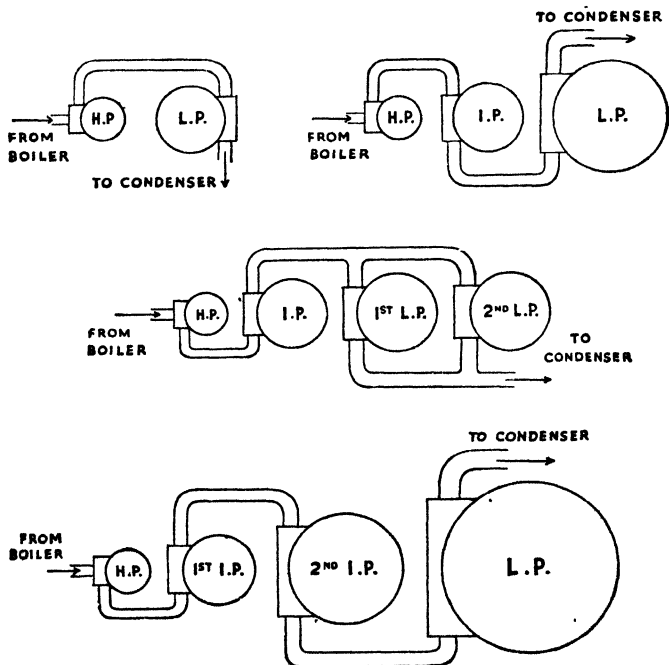 H.P
L.P.
FROM
BOILER
TO CONDENSER
TO CONDENSER
H.P.
I.P.
L.P.
FROM
BOILER
H.P.
I.P.
1ST L.P.
2ND L.P.
FROM
BOILER
TO
CONDENSER
TO CONDENSER
FROM
BOILER
H.P.
1ST I.P.
2ND I.P.
L.P.